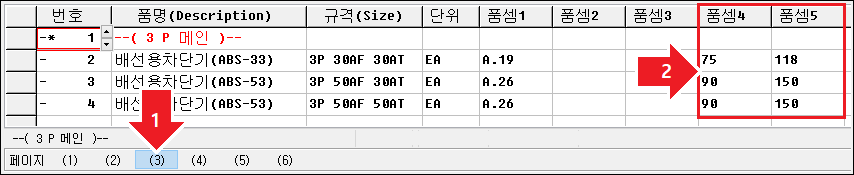 번호 품명(Description) 규격(Size) 단위 품셈1 품셈2 품셈3 품셈4 품셈5
-* 1 --( 3 P 메인 )--
- 2 배선용차단기(ABS-33) 3P 30AF 30AT EA A.19 75 118
- 3 배선용차단기(ABS-53) 3P 50AF 30AT EA A.26 90 150
- 4 배선용차단기(ABS-53) 3P 50AF 50AT EA A.26 90 150
2
1
--( 3 P 메인 )--
페이지 (1) (2) (3) (4) (5) (6)